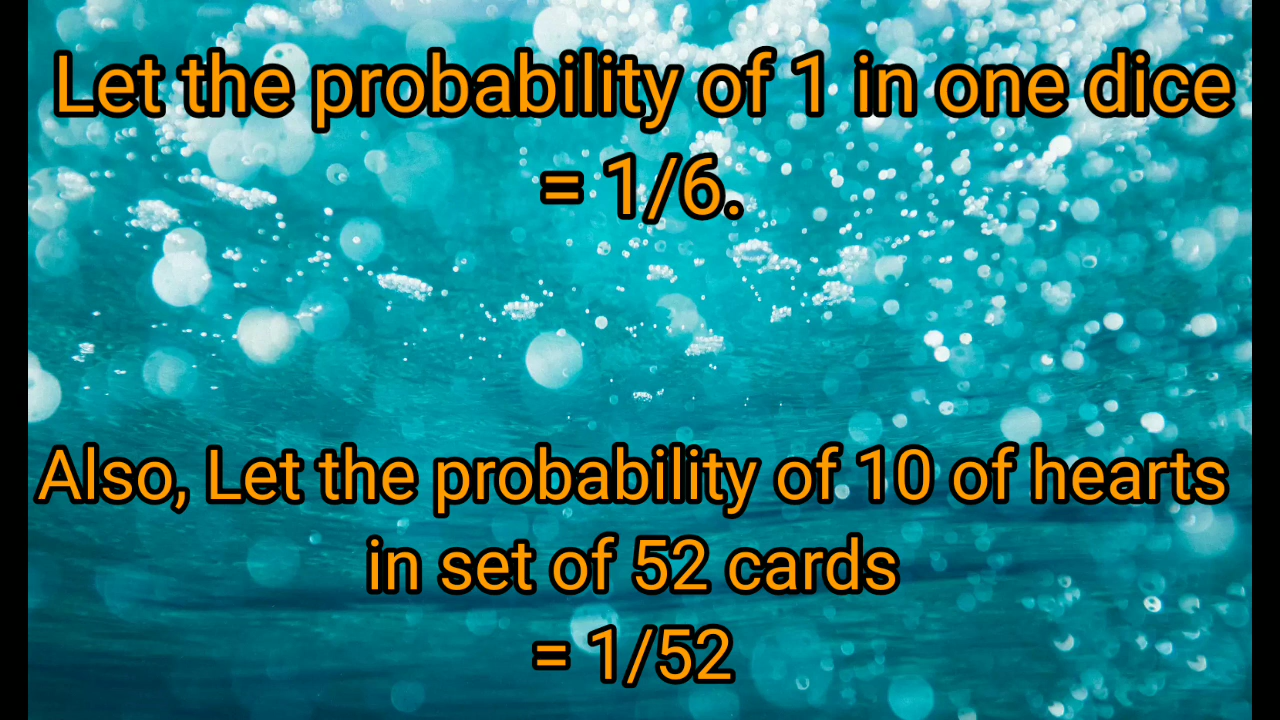 Let the probability of 1 in one dice
= 1/6.
Also, Let the probability of 10 of hearts
in set of 52 cards
= 1/52